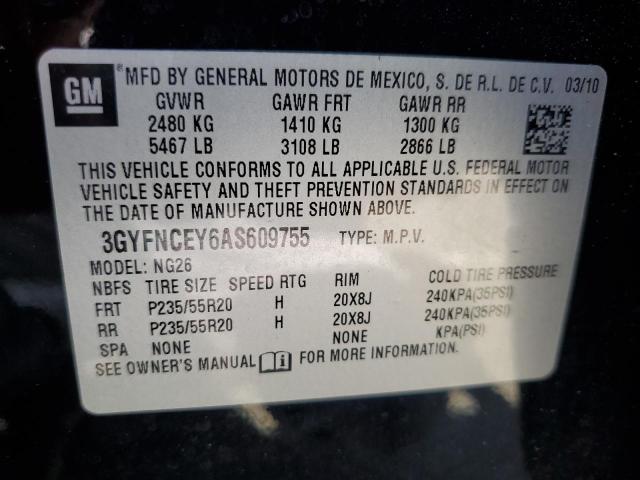 GM
® MFD BY GENERAL MOTORS DE MEXICO, S. DE R.L. DE C.V. 03/10
GVWR GAWR FRT GAWR RR
2480 KG 1410 KG 1300 KG
5467 LB 3108 LB 2866 LB
THIS VEHICLE CONFORMS TO ALL APPLICABLE U.S. FEDERAL MOTOR
VEHICLE SAFETY AND THEFT PREVENTION STANDARDS IN EFFECT ON
THE DATE OF MANUFACTURE SHOWN ABOVE.
3GYFNCEY6AS609755 TYPE: M.P.V.
MODEL: NG26
NBFS TIRE SIZE SPEED RTG RIM COLD TIRE PRESSURE
FRT P235/55R20 H 20X8J 240KPA(35PSI)
RR P235/55R20 H 20X8J 240KPA(35PSI)
SPA NONE NONE KPA(PSI)
SEE OWNER'S MANUAL FOR MORE INFORMATION.